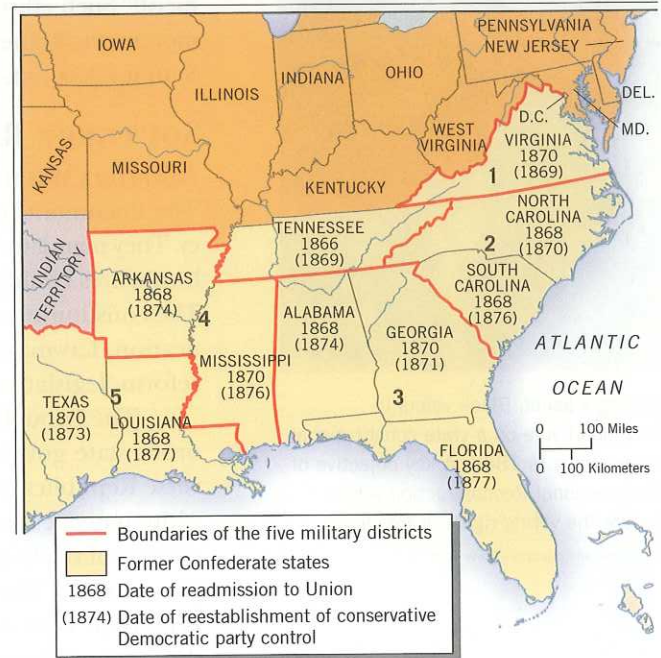 PENNSYLVANIA
NEW JERSEY
IOWA
OHIO
INDIANA
ILLINOIS
DEL.
D.C.
MD.
WEST
VIRGINIA
VIRGINIA
1870
(1869)
KANSAS
MISSOURI
KENTUCKY
1
NORTH
CAROLINA
1868
(1870)
TENNESSEE
1866
(1869)
2
INDIAN
TERRITORY
ARKANSAS
1868
(1874)
SOUTH
CAROLINA
1868
(1876)
4
ALABAMA
1868
(1874)
GEORGIA
1870
(1871)
ATLANTIC
OCEAN
MISSISSIPPI
1870
(1876)
TEXAS
1870
(1873)
5
LOUISIANA
1868
(1877)
3
FLORIDA
1868
(1877)
0 100 Miles
0 100 Kilometers
Boundaries of the five military districts
Former Confederate states
1868 Date of readmission to Union
(1874) Date of reestablishment of conservative
Democratic party control